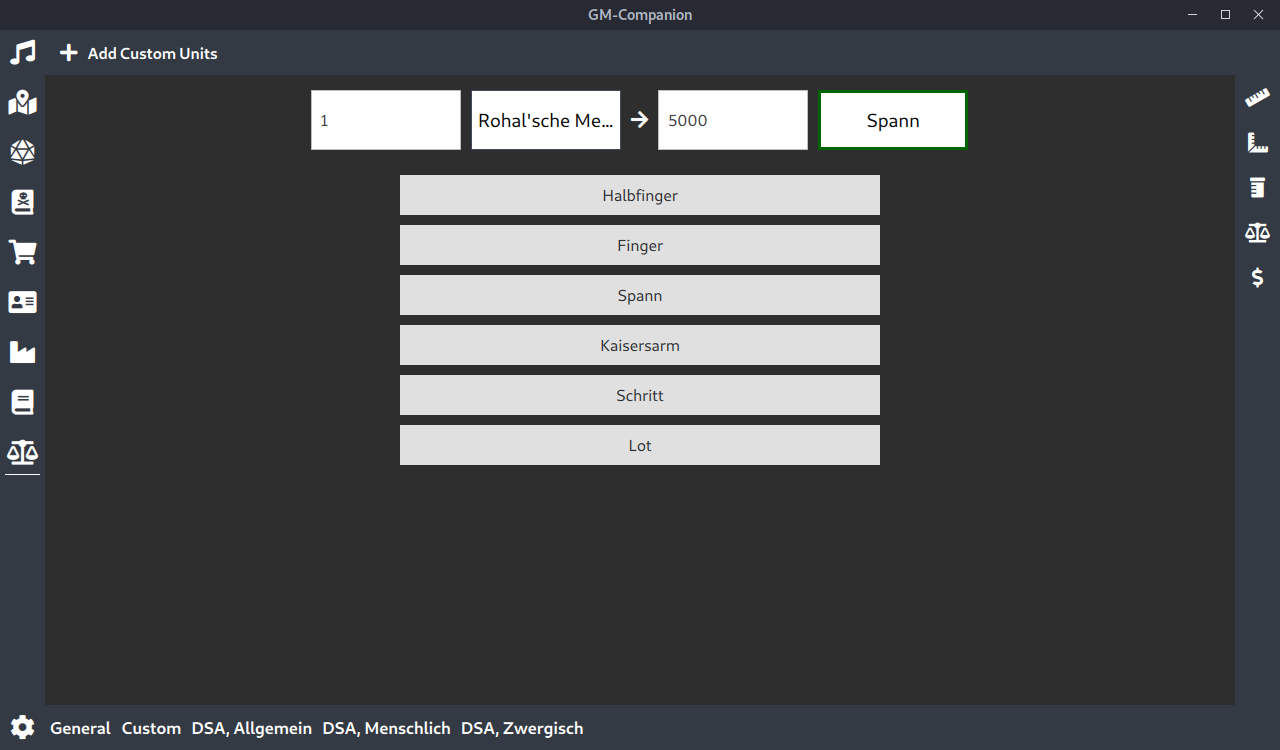 GM-Companion
Add Custom Units
1 Rohal'sche Me... 5000 Spann
Halbfinger
Finger
Spann
Kaisersarm
Schritt
Lot
General Custom DSA, Allgemein DSA, Menschlich DSA, Zwergisch